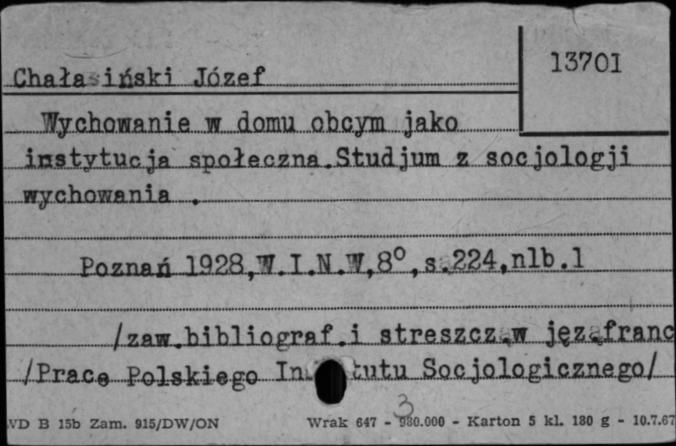 13701
Chałasiński Józef
Wychowanie w domu obcym jako
instytucja społeczna.Studjum z socjologji
wychowania .
Poznań 1928,W.I.N.W,8°,s.224,nlb.1
/zaw.bibliograf.i streszcz.w jęz.franc
/Prace Polskiego In tutu Socjologicznego/
3
VD B 15b Zam. 915/DW/ON Wrak 647 - 980.000 - Karton 5 kl. 180 g - 10.7.67